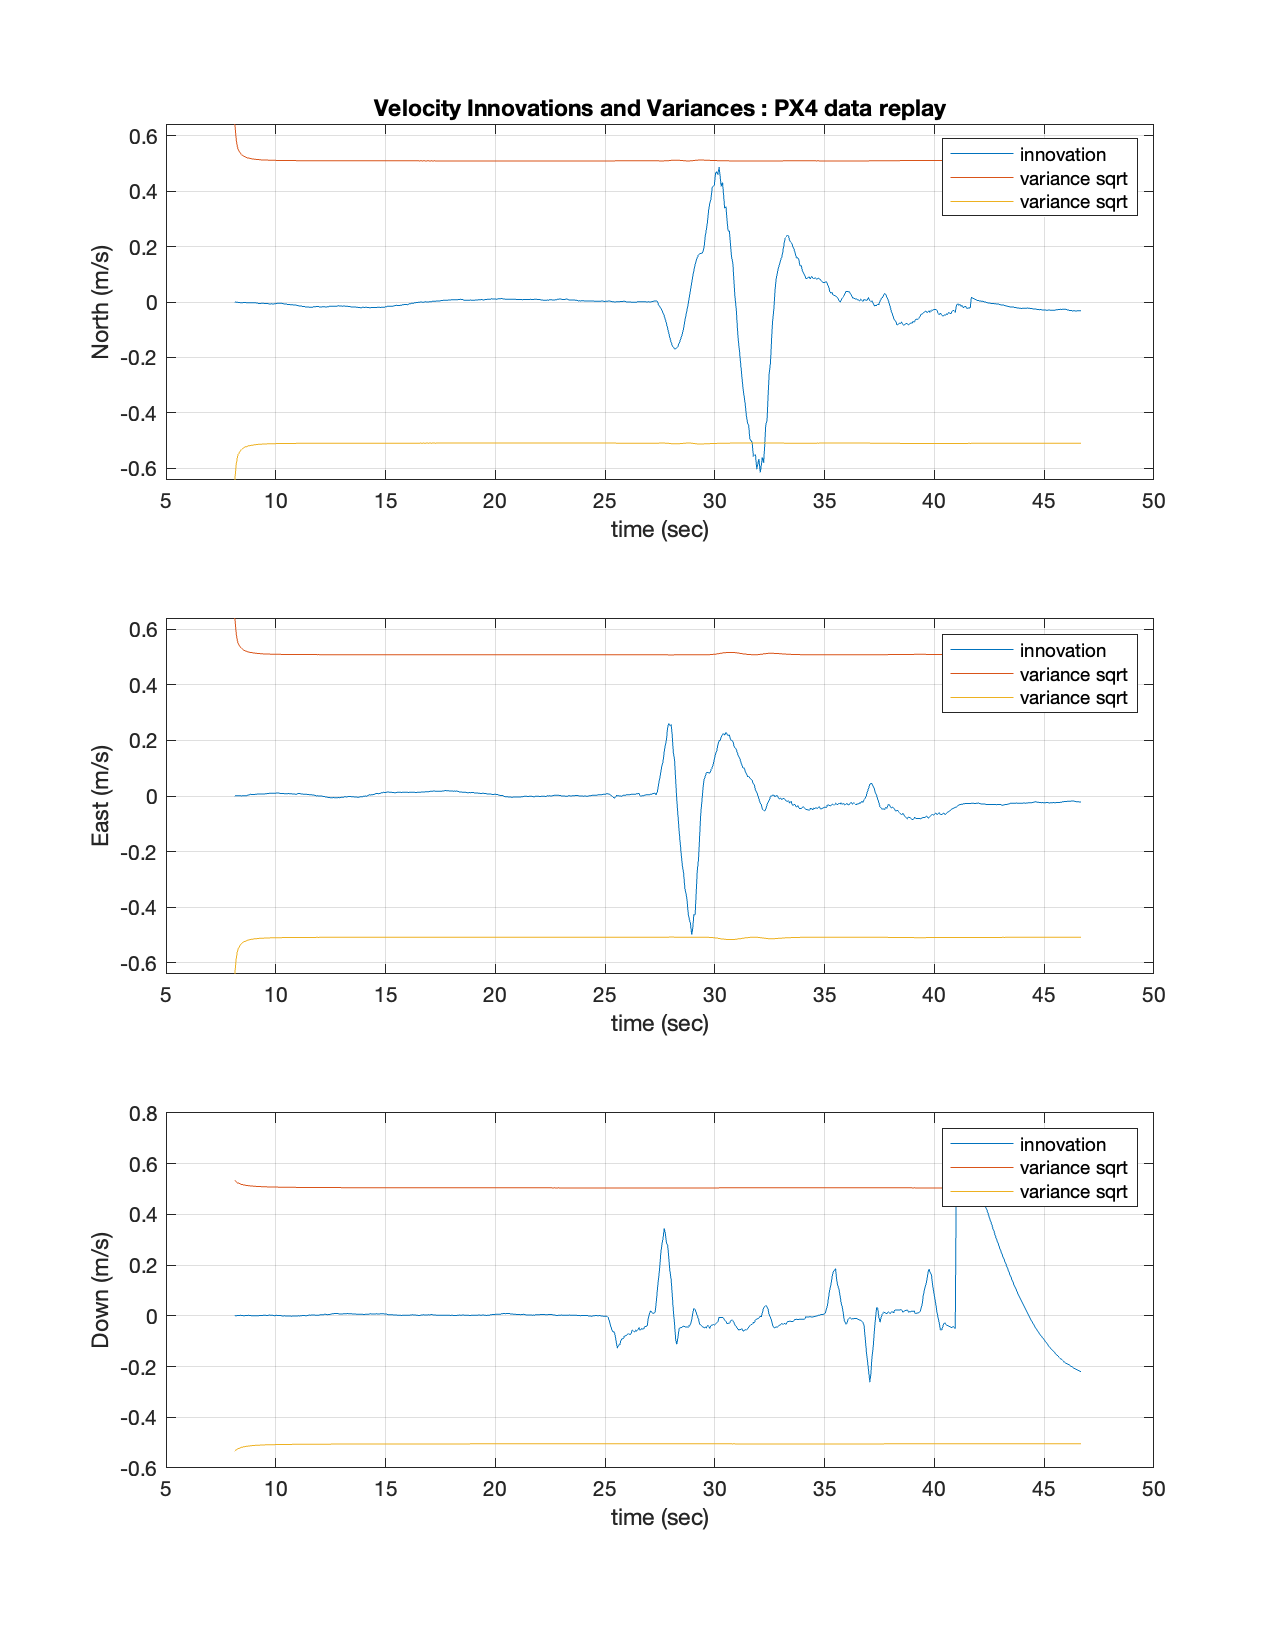 Velocity Innovations and Variances : PX4 data replay
0.6
0.4
0.2
0
-0.2
-0.4
-0.6
North (m/s)
innovation
variance sqrt
variance sqrt
5 10 15 20 25 30 35 40 45 50
time (sec)
0.6
0.4
0.2
0
-0.2
-0.4
-0.6
East (m/s)
innovation
variance sqrt
variance sqrt
5 10 15 20 25 30 35 40 45 50
time (sec)
0.8
0.6
0.4
0.2
0
-0.2
-0.4
-0.6
Down (m/s)
innovation
variance sqrt
variance sqrt
5 10 15 20 25 30 35 40 45 50
time (sec)